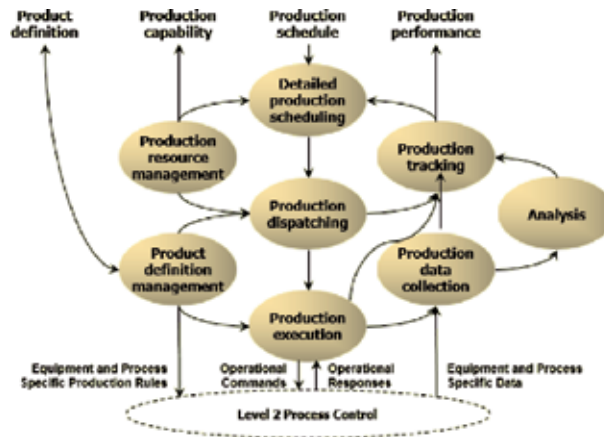 Product
definition
Production
capability
Production
schedule
Production
performance
Detailed
production
scheduling
Production
resource
management
Production
tracking
Production
dispatching
Analysis
Product
definition
management
Production
data
collection
Production
execution
Equipment and Process
Specific Production Rules
Operational
Commands
Operational
Responses
Equipment and Process
Specific Data
Level 2 Process Control